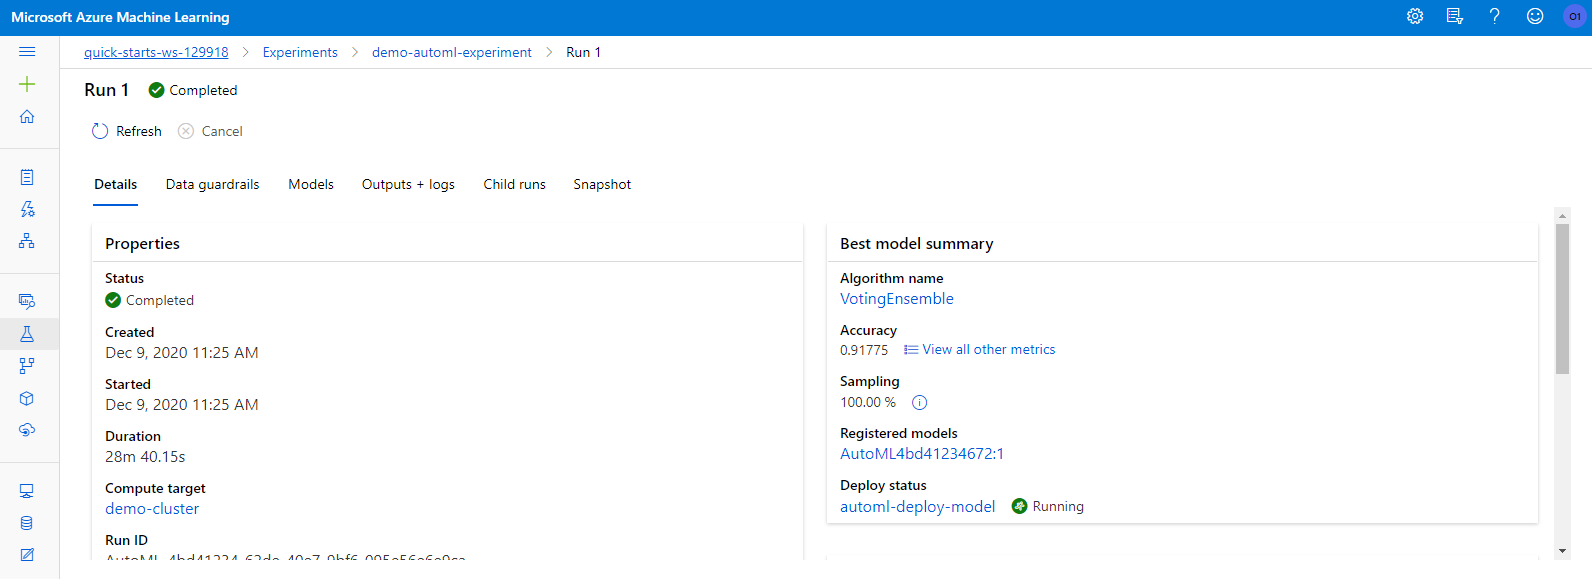 Microsoft Azure Machine Learning
O1
quick-starts-ws-129918 > Experiments > demo-automl-experiment > Run 1
Run 1 Completed
Refresh Cancel
Details Data guardrails Models Outputs + logs Child runs Snapshot
Properties
Status
Completed
Created
Dec 9, 2020 11:25 AM
Started
Dec 9, 2020 11:25 AM
Duration
28m 40.15s
Compute target
demo-cluster
Run ID
Best model summary
Algorithm name
VotingEnsemble
Accuracy
0.91775 View all other metrics
Sampling
100.00 %
Registered models
AutoML4bd41234672:1
Deploy status
automl-deploy-model Running